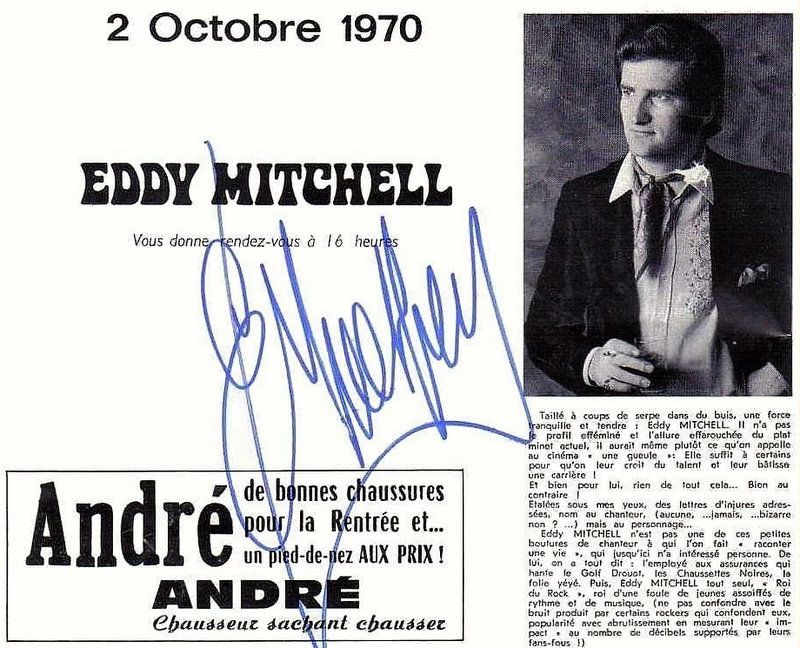 2 Octobre 1970
EDDY MITCHELL
Vous donne rendez-vous à 16 heures
André
de bonnes chaussures
pour la Rentrée et...
un pied-de-nez AUX PRIX !
ANDRÉ
Chausseur sachant chausser
Taillé à coups de serpe dans du buis, une force
tranquille et tendre : Eddy MITCHELL. Il n'a pas
le profil efféminé et l'allure effarouchée du plat
minet actuel, il aurait même plutôt ce qu'on appelle
au cinéma « une gueule »: Elle suffit à certains
pour qu'on leur croit du talent et leur bâtisse
une carrière !
Et bien pour lui, rien de tout cela... Bien au
contraire !
Etalées sous mes yeux, des lettres d'injures adres-
sées, nom au chanteur, (aucune, ...jamais, ...bizarre
non ? ...) mais au personnage...
Eddy MITCHELL n'est pas une de ces petites
boutures de chanteur à qui l'on fait « raconter
une vie », qui jusqu'ici n'a intéressé personne. De
lui, on a tout dit : l'employé aux assurances qui
hante le Golf Drouot, les Chaussettes Noires, la
folie yéyé. Puis, Eddy MITCHELL tout seul, « Roi
du Rock », roi d'une foule de jeunes assoiffés de
rythme et de musique, (ne pas confondre avec le
bruit produit par certains rockers qui confondent eux,
popularité avec abrutissement en mesurant leur « im-
pact » au nombre de décibels supportés par leurs
fans-fous !)